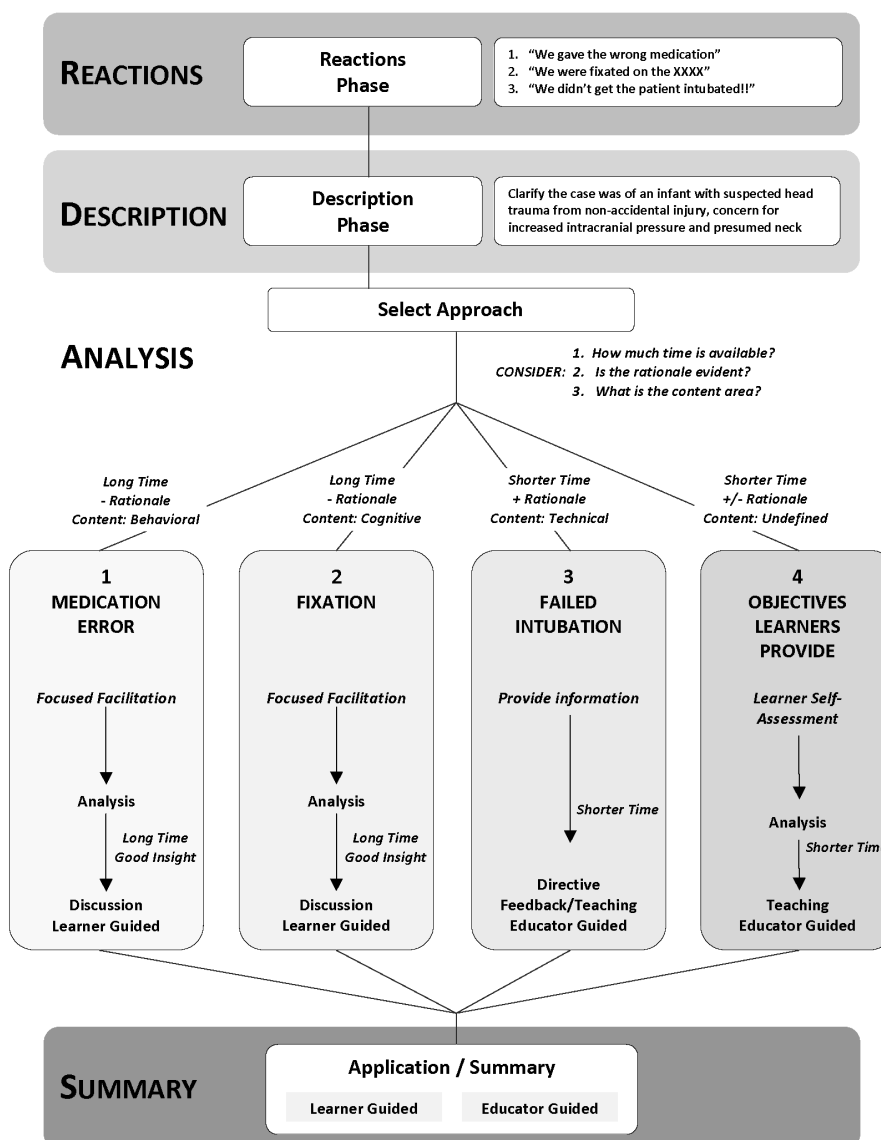 REACTIONS
Reactions
Phase
1. “We gave the wrong medication”
2. “We were fixated on the XXXX”
3. “We didn’t get the patient intubated!!”
DESCRIPTION
Description
Phase
Clarify the case was of an infant with suspected head
trauma from non-accidental injury, concern for
increased intracranial pressure and presumed neck
Select Approach
ANALYSIS
CONSIDER:
1. How much time is available?
2. Is the rationale evident?
3. What is the content area?
Long Time
- Rationale
Content: Behavioral
Long Time
- Rationale
Content: Cognitive
Shorter Time
+ Rationale
Content: Technical
Shorter Time
+/- Rationale
Content: Undefined
1
MEDICATION
ERROR
Focused Facilitation
Analysis
Long Time
Good Insight
Discussion
Learner Guided
2
FIXATION
Focused Facilitation
Analysis
Long Time
Good Insight
Discussion
Learner Guided
3
FAILED
INTUBATION
Provide information
Shorter Time
Directive
Feedback/Teaching
Educator Guided
4
OBJECTIVES
LEARNERS
PROVIDE
Learner Self-
Assessment
Analysis
Shorter Tim
Teaching
Educator Guided
SUMMARY
Application / Summary
Learner Guided
Educator Guided